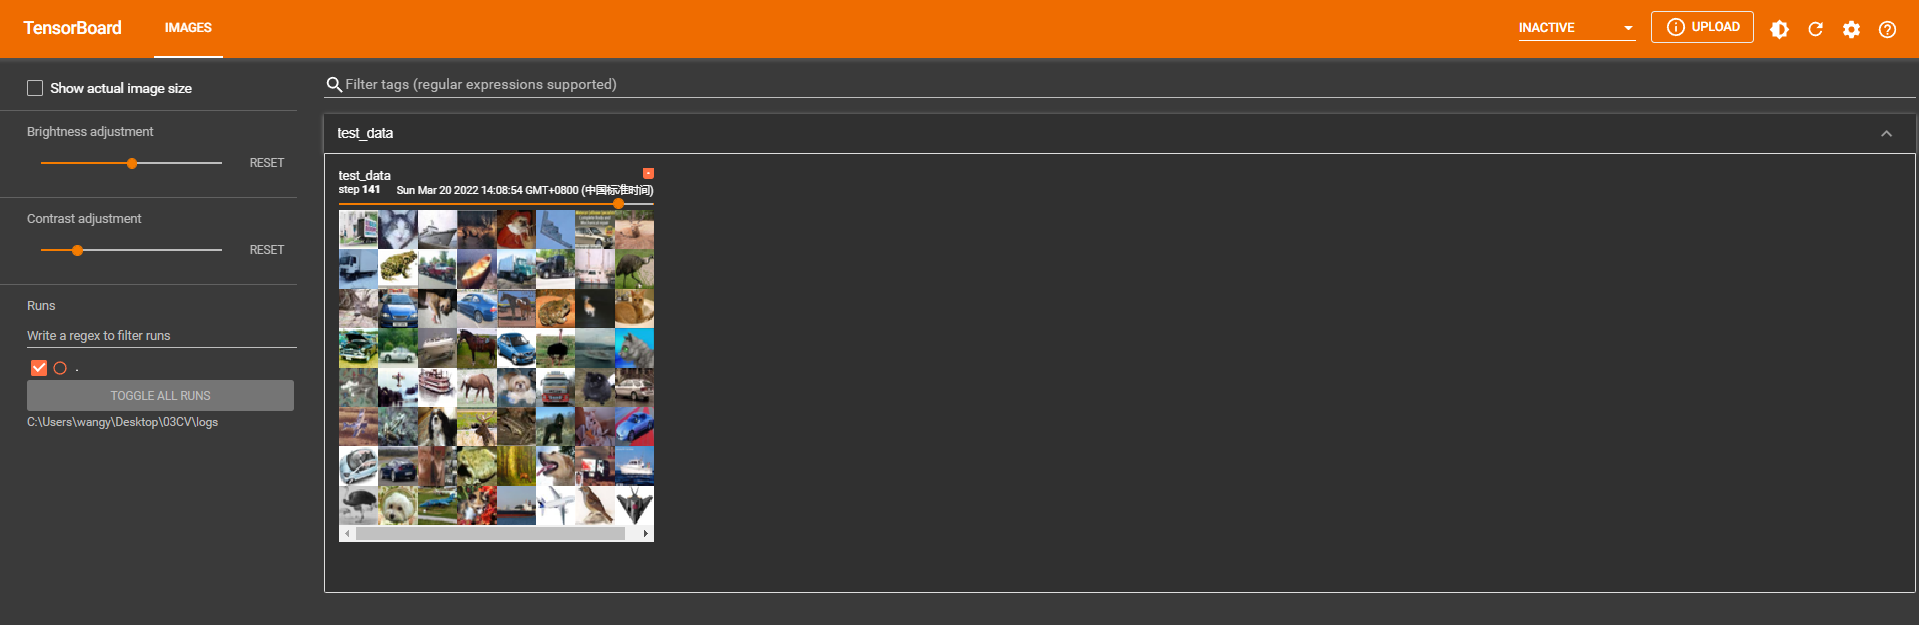 TensorBoard
IMAGES
INACTIVE
UPLOAD
Show actual image size
Brightness adjustment
RESET
Contrast adjustment
RESET
Runs
Write a regex to filter runs
.
TOGGLE ALL RUNS
C:\Users\wangy\Desktop\03CV\logs
Filter tags (regular expressions supported)
test_data
test_data
step 141 Sun Mar 20 2022 14:08:54 GMT+0800 (中国标准时间)